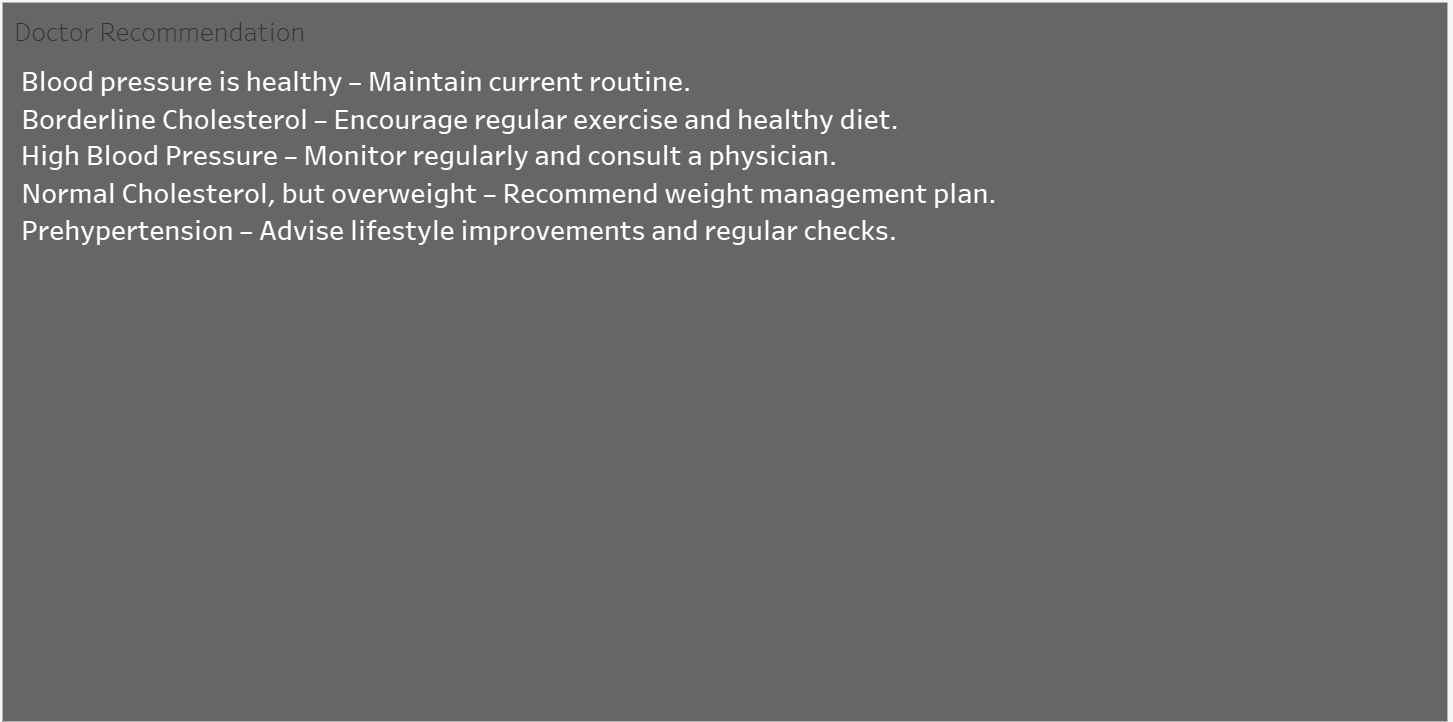 Doctor Recommendation
Blood pressure is healthy – Maintain current routine.
Borderline Cholesterol – Encourage regular exercise and healthy diet.
High Blood Pressure – Monitor regularly and consult a physician.
Normal Cholesterol, but overweight – Recommend weight management plan.
Prehypertension – Advise lifestyle improvements and regular checks.